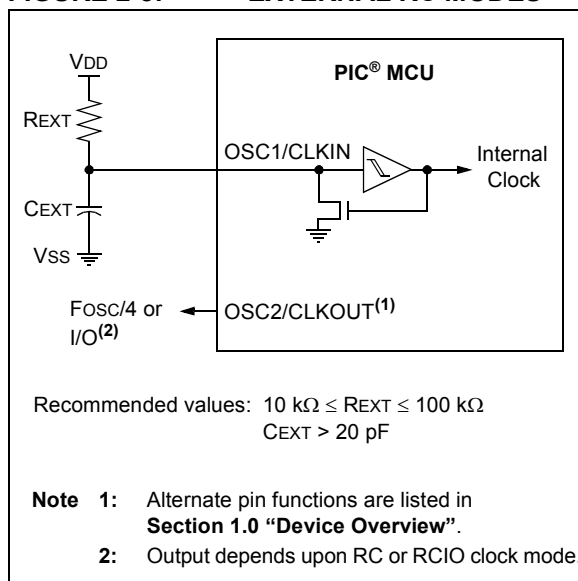 VDD
PIC® MCU
REXT
OSC1/CLKIN
Internal
Clock
CEXT
VSS
FOSC/4 or
I/O(2)
OSC2/CLKOUT(1)
Recommended values: 10 kΩ ≤ REXT ≤ 100 kΩ
CEXT > 20 pF
Note 1: Alternate pin functions are listed in
Section 1.0 “Device Overview”.
2: Output depends upon RC or RCIO clock mode.